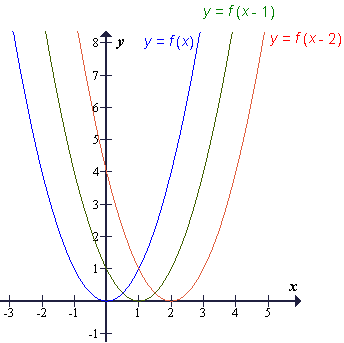 y = f(x - 1)
y = f(x)
y = f(x - 2)
y
8
7
6
5
4
3
2
1
-1
-3 -2 -1 0 1 2 3 4 5
x